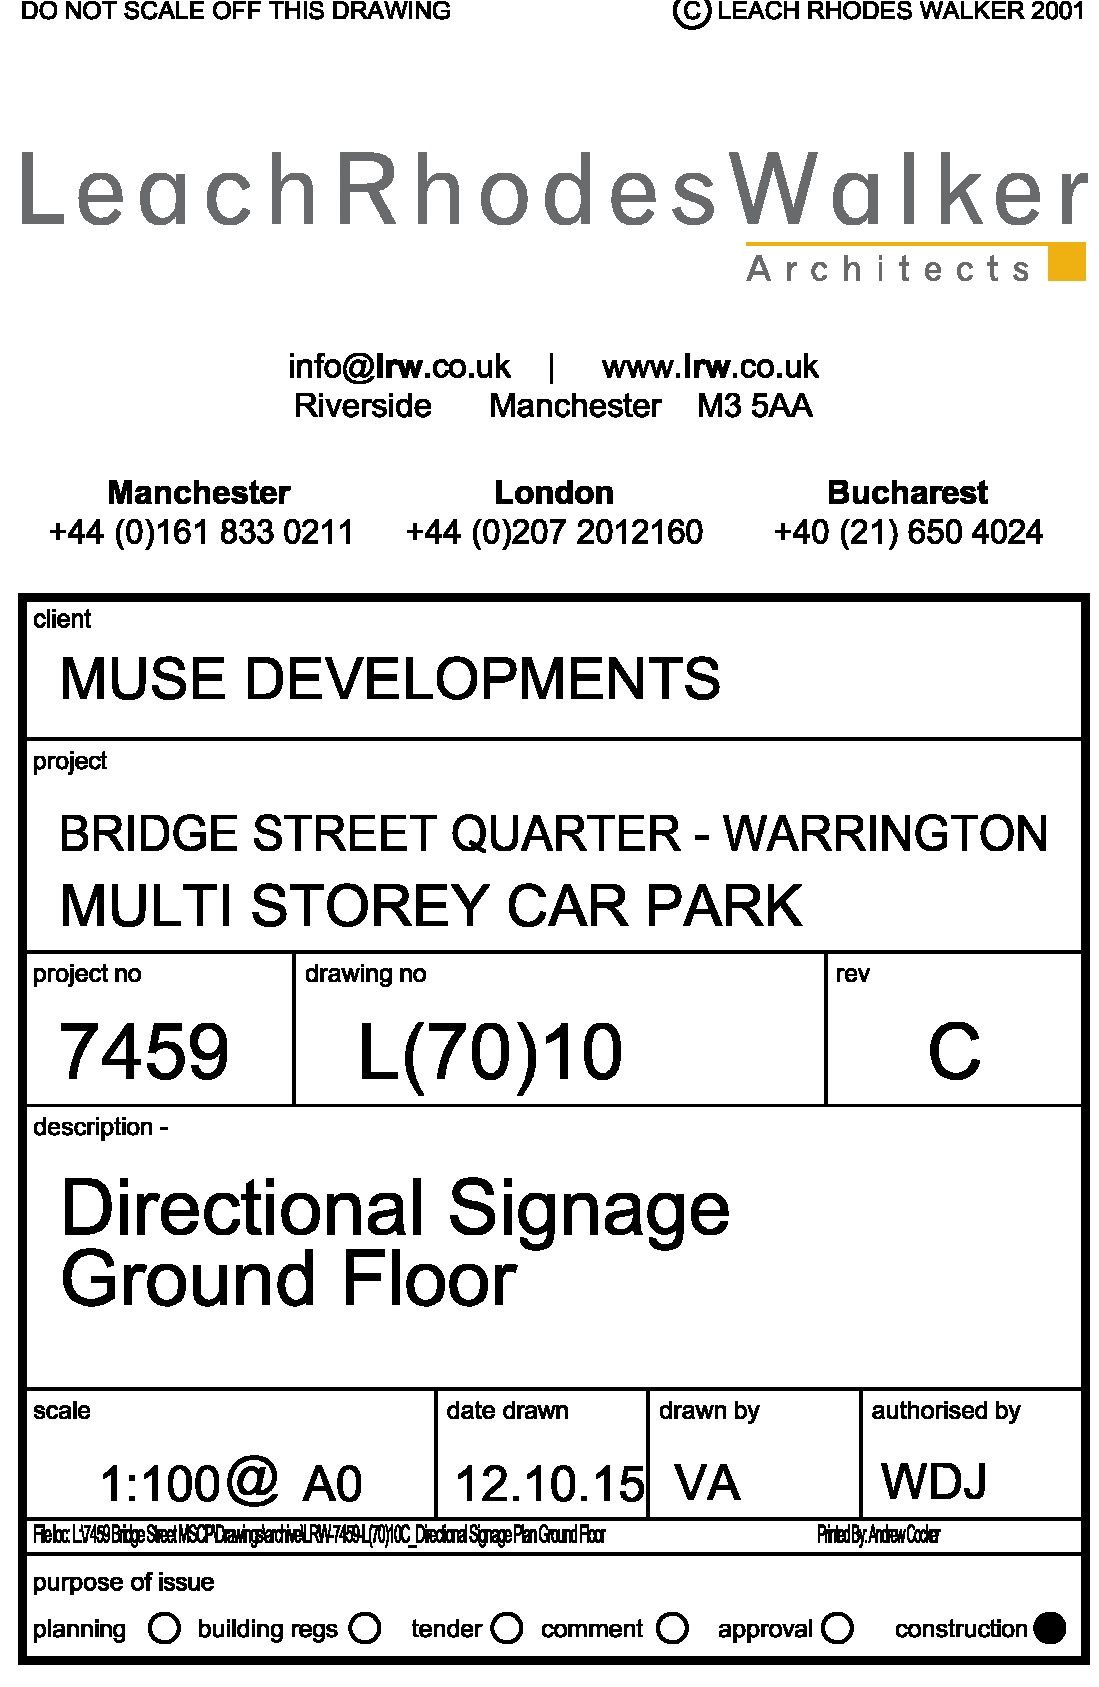 DO NOT SCALE OFF THIS DRAWING © LEACH RHODES WALKER 2001
LeachRhodesWalker
Architects
info@lrw.co.uk | www.lrw.co.uk
Riverside Manchester M3 5AA
Manchester London Bucharest
+44 (0)161 833 0211 +44 (0)207 2012160 +40 (21) 650 4024
client
MUSE DEVELOPMENTS
project
BRIDGE STREET QUARTER - WARRINGTON
MULTI STOREY CAR PARK
project no drawing no rev
7459 L(70)10 C
description -
Directional Signage
Ground Floor
scale date drawn drawn by authorised by
1:100@ A0 12.10.15 VA WDJ
File loc: L:\7459 Bridge Street MSCP\Drawings\archive\LRW-7459-L(70)10C_Directional Signage Plan Ground Floor Printed By: Andrew Cocker
purpose of issue
planning building regs tender comment approval construction